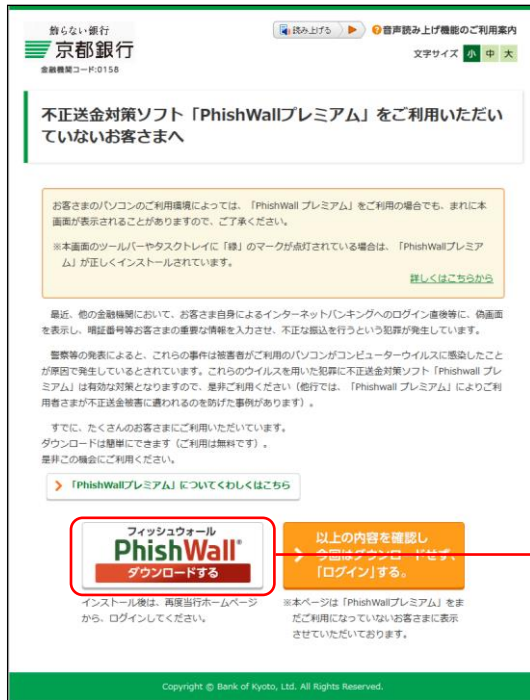 飾らない銀行
京都銀行
金融機関コード:0158
読み上げる
音声読み上げ機能のご利用案内
文字サイズ 小 中 大
不正送金対策ソフト「PhishWallプレミアム」をご利用いただい
ていないお客さまへ
お客さまのパソコンのご利用環境によっては、「PhishWall プレミアム」をご利用の場合でも、まれに本
画面が表示されることがありますので、ご了承ください。
※本画面のツールバーやタスクトレイに「緑」のマークが点灯されている場合は、「PhishWallプレミア
ム」が正しくインストールされています。
詳しくはこちらから
最近、他の金融機関において、お客さま自身によるインターネットバンキングへのログイン直後等に、偽画面
を表示し、暗証番号等お客さまの重要な情報を入力させ、不正な振込を行うという犯罪が発生しています。
警察等の発表によると、これらの事件は被害者がご利用のパソコンがコンピューターウイルスに感染したこと
が原因で発生しているとされています。これらのウイルスを用いた犯罪に不正送金対策ソフト「Phishwall プレ
ミアム」は有効な対策となりますので、是非ご利用ください（他行では、「Phishwall プレミアム」によりご利
用者さまが不正送金被害に遭われるのを防げた事例があります）。
すでに、たくさんのお客さまにご利用いただいています。
ダウンロードは簡単にできます（ご利用は無料です）。
是非この機会にご利用ください。
「PhishWallプレミアム」についてくわしくはこちら
フィッシュウォール
PhishWall®
ダウンロードする
以上の内容を確認し
今回はダウンロードせず、
「ログイン」する。
インストール後は、再度当行ホームページ
から、ログインしてください。
※本ページは「PhishWallプレミアム」をま
だご利用になっていないお客さまに表示
させていただいております。
Copyright © Bank of Kyoto, Ltd. All Rights Reserved.